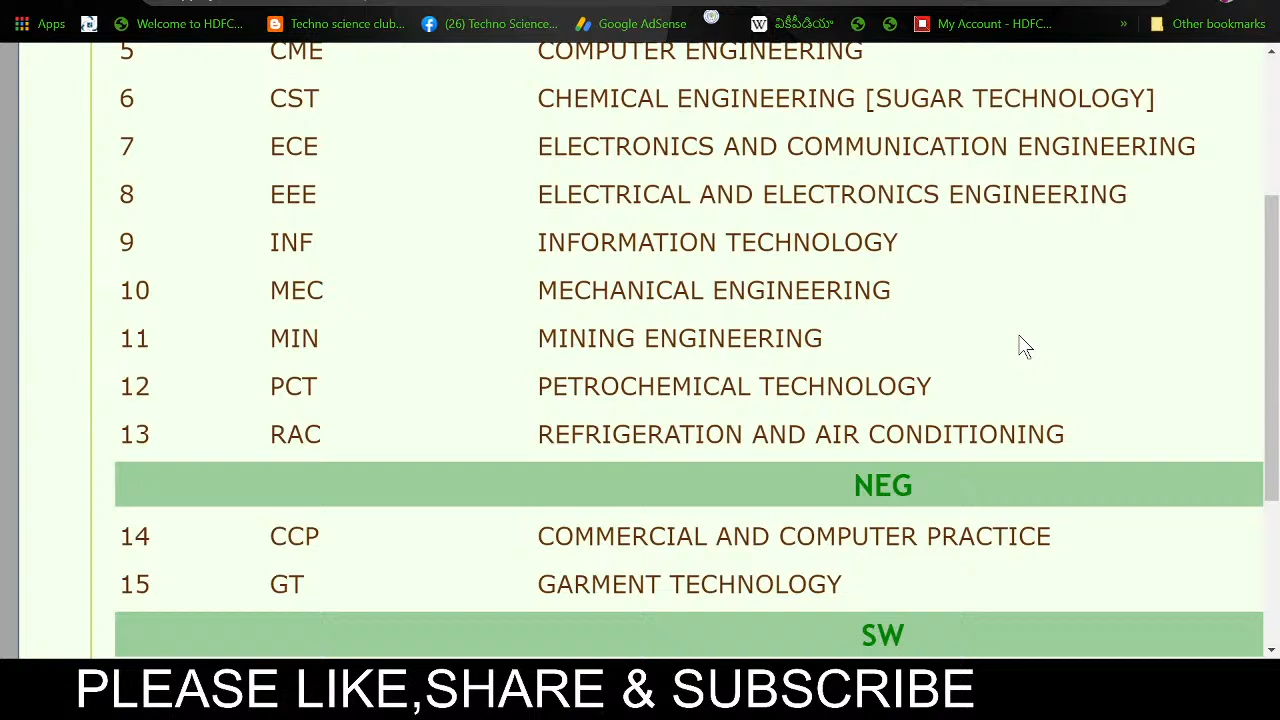 Apps Welcome to HDFC... Techno science club... (26) Techno Science... Google AdSense వికీపీడియా My Account - HDFC... » Other bookmarks
5 CME COMPUTER ENGINEERING
6 CST CHEMICAL ENGINEERING [SUGAR TECHNOLOGY]
7 ECE ELECTRONICS AND COMMUNICATION ENGINEERING
8 EEE ELECTRICAL AND ELECTRONICS ENGINEERING
9 INF INFORMATION TECHNOLOGY
10 MEC MECHANICAL ENGINEERING
11 MIN MINING ENGINEERING
12 PCT PETROCHEMICAL TECHNOLOGY
13 RAC REFRIGERATION AND AIR CONDITIONING
NEG
14 CCP COMMERCIAL AND COMPUTER PRACTICE
15 GT GARMENT TECHNOLOGY
SW
PLEASE LIKE,SHARE & SUBSCRIBE